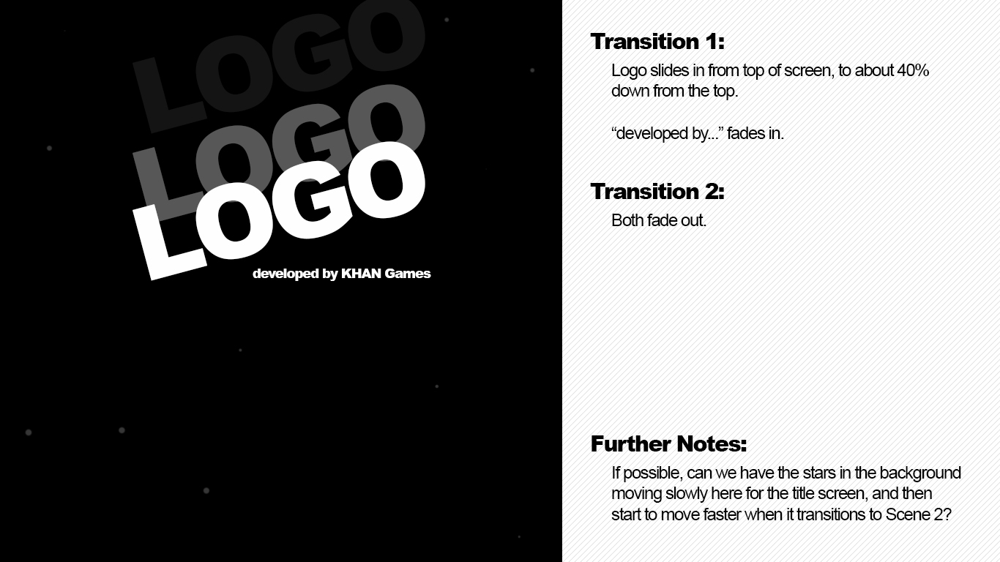 LOGO
LOGO
LOGO
developed by KHAN Games
Transition 1:
Logo slides in from top of screen, to about 40%
down from the top.
“developed by...” fades in.
Transition 2:
Both fade out.
Further Notes:
If possible, can we have the stars in the background
moving slowly here for the title screen, and then
start to move faster when it transitions to Scene 2?